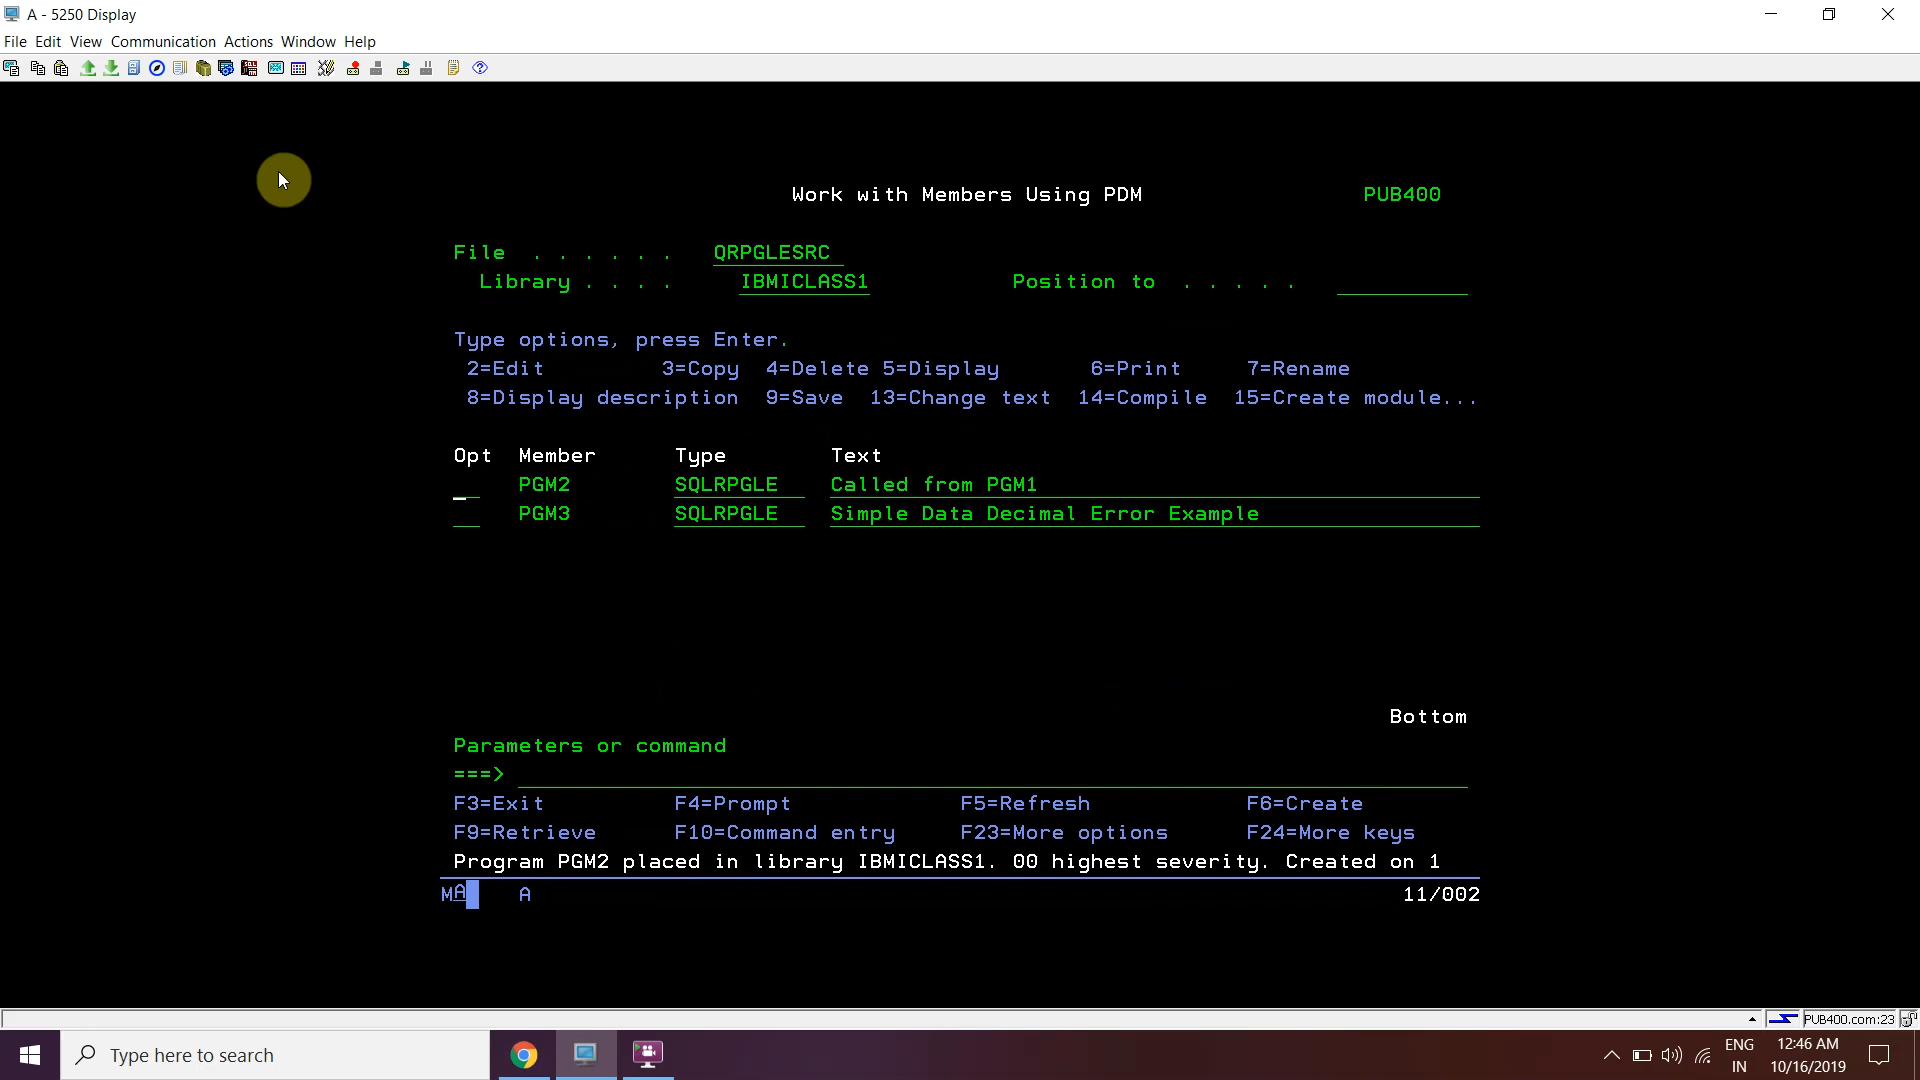 A - 5250 Display
File Edit View Communication Actions Window Help
Work with Members Using PDM PUB400
File . . . . . . QRPGLESRC
Library . . . . IBMICLASS1 Position to . . . . .
Type options, press Enter.
2=Edit 3=Copy 4=Delete 5=Display 6=Print 7=Rename
8=Display description 9=Save 13=Change text 14=Compile 15=Create module...
Opt Member Type Text
PGM2 SQLRPGLE Called from PGM1
PGM3 SQLRPGLE Simple Data Decimal Error Example
Bottom
Parameters or command
===>
F3=Exit F4=Prompt F5=Refresh F6=Create
F9=Retrieve F10=Command entry F23=More options F24=More keys
Program PGM2 placed in library IBMICLASS1. 00 highest severity. Created on 1
MA A 11/002
PUB400.com:23
Type here to search
ENG 12:46 AM
IN 10/16/2019